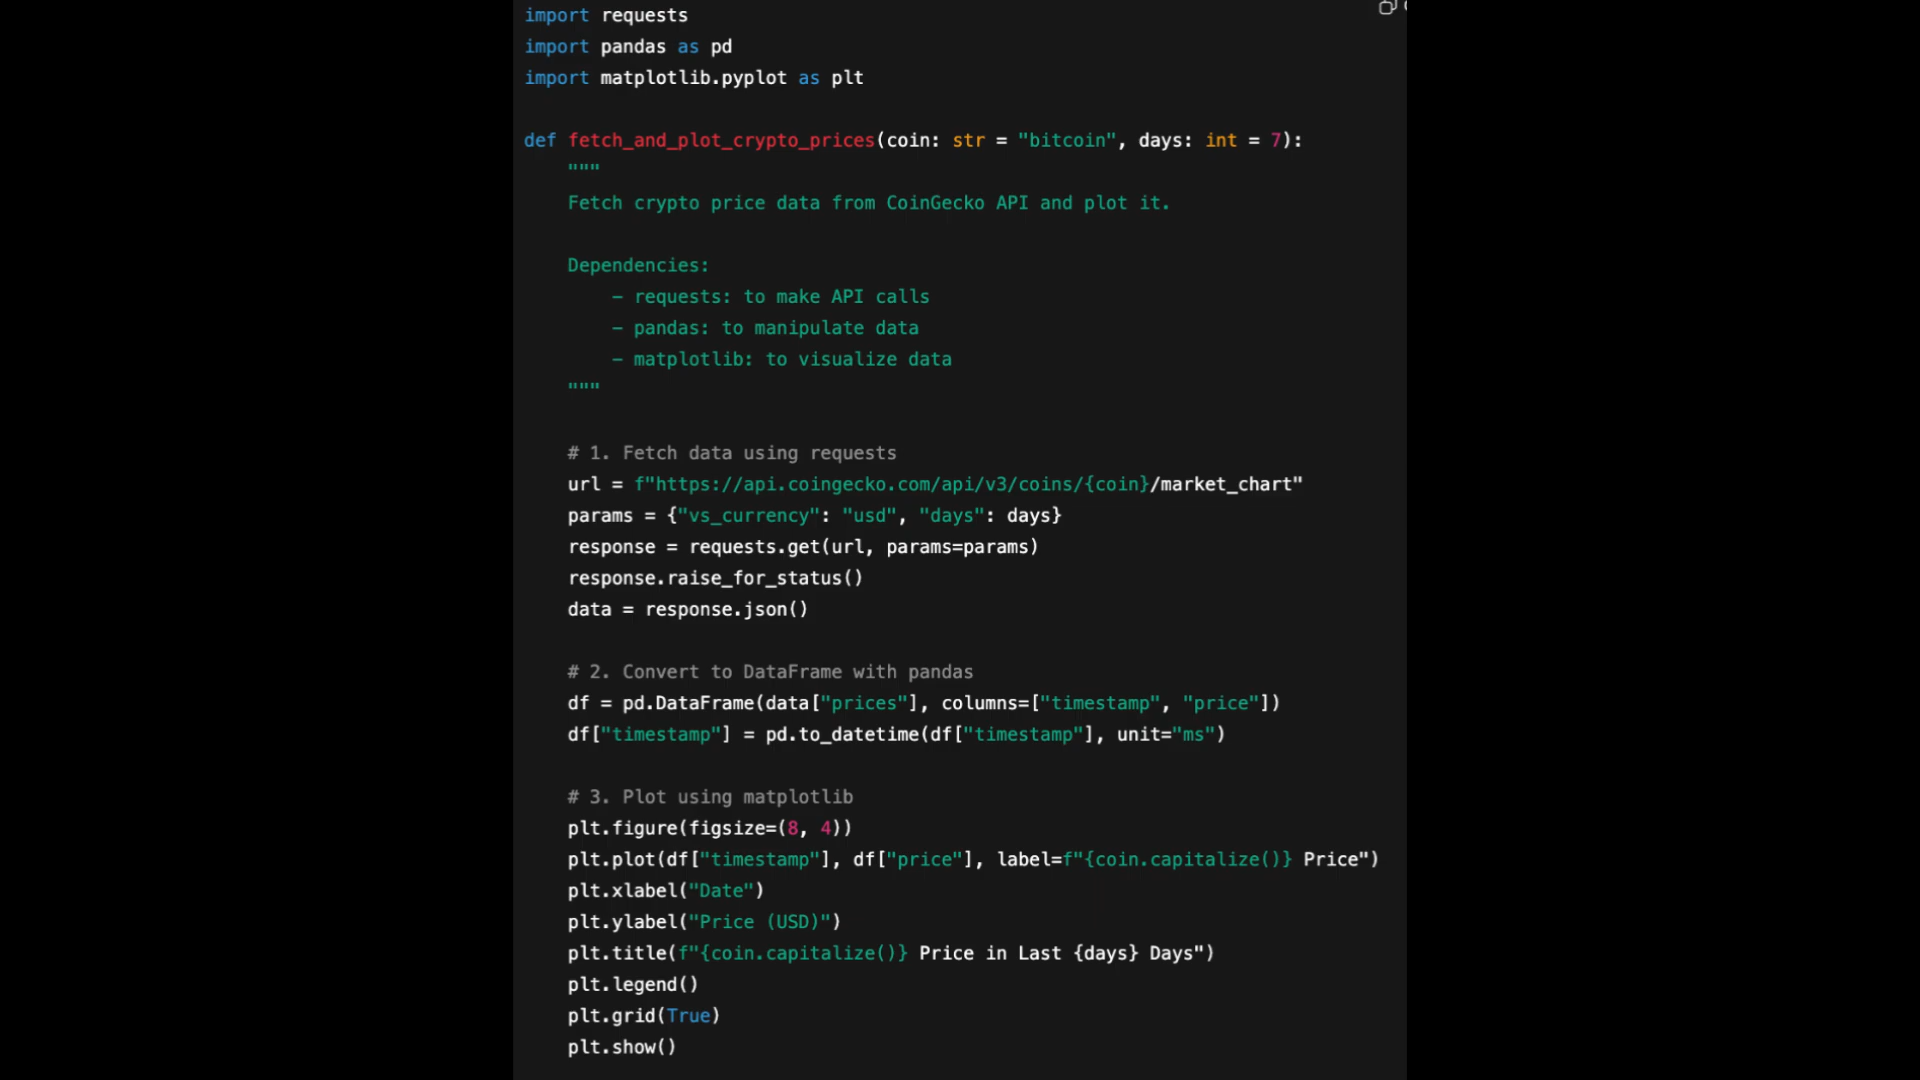 import requests
import pandas as pd
import matplotlib.pyplot as plt
def fetch_and_plot_crypto_prices(coin: str = "bitcoin", days: int = 7):
    """
    Fetch crypto price data from CoinGecko API and plot it.
    Dependencies:
        - requests: to make API calls
        - pandas: to manipulate data
        - matplotlib: to visualize data
    """
    # 1. Fetch data using requests
    url = f"https://api.coingecko.com/api/v3/coins/{coin}/market_chart"
    params = {"vs_currency": "usd", "days": days}
    response = requests.get(url, params=params)
    response.raise_for_status()
    data = response.json()
    # 2. Convert to DataFrame with pandas
    df = pd.DataFrame(data["prices"], columns=["timestamp", "price"])
    df["timestamp"] = pd.to_datetime(df["timestamp"], unit="ms")
    # 3. Plot using matplotlib
    plt.figure(figsize=(8, 4))
    plt.plot(df["timestamp"], df["price"], label=f"{coin.capitalize()} Price")
    plt.xlabel("Date")
    plt.ylabel("Price (USD)")
    plt.title(f"{coin.capitalize()} Price in Last {days} Days")
    plt.legend()
    plt.grid(True)
    plt.show()